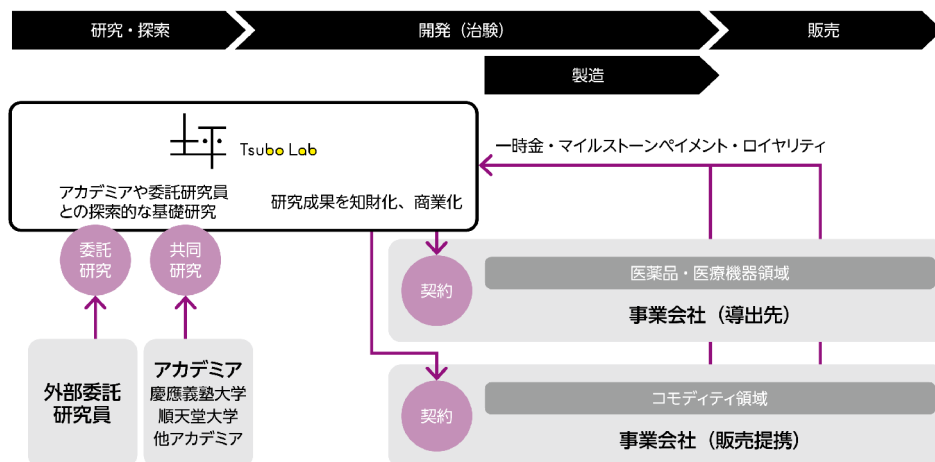 研究・探索
開発（治験）
販売
製造
坪
Tsubo Lab
一時金・マイルストーンペイメント・ロイヤリティ
アカデミアや委託研究員
との探索的な基礎研究
研究成果を知財化、商業化
委託
研究
共同
研究
契約
医薬品・医療機器領域
事業会社（導出先）
外部委託
研究員
アカデミア
慶應義塾大学
順天堂大学
他アカデミア
契約
コモディティ領域
事業会社（販売提携）